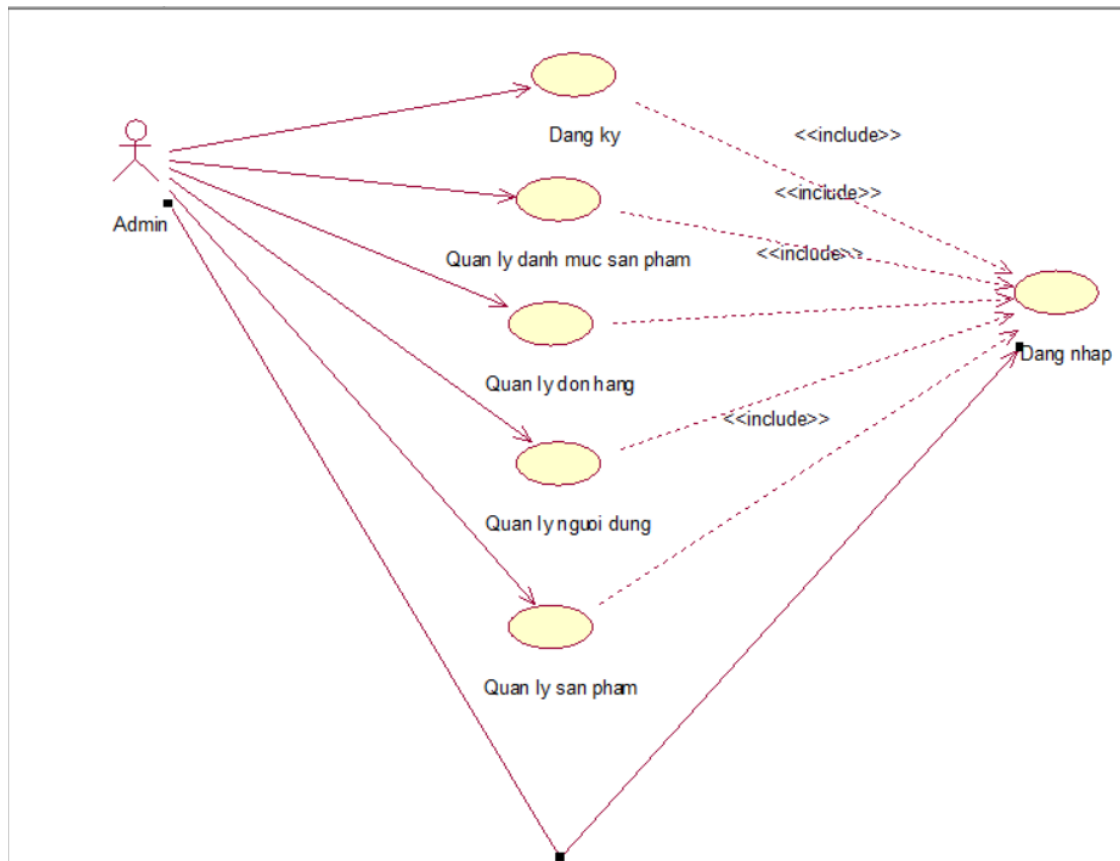 Dang ky
<<include>>
Admin
<<include>>
Quan ly danh muc san pham
<<include>>
Dang nhap
Quan ly don hang
<<include>>
Quan ly nguoi dung
Quan ly san pham